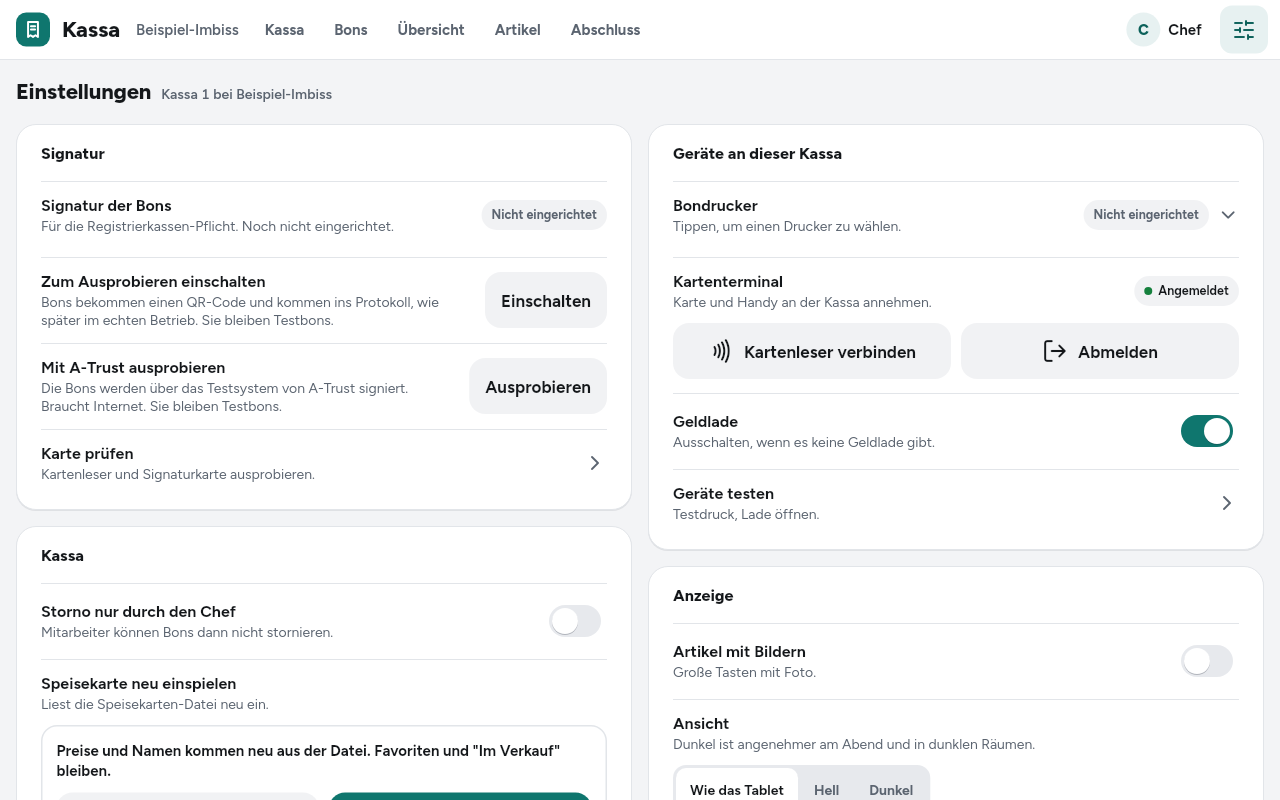 Kassa Beispiel-Imbiss Kassa Bons Übersicht Artikel Abschluss C Chef
Einstellungen Kassa 1 bei Beispiel-Imbiss
Signatur
Signatur der Bons
Für die Registrierkassen-Pflicht. Noch nicht eingerichtet.
Nicht eingerichtet
Zum Ausprobieren einschalten
Bons bekommen einen QR-Code und kommen ins Protokoll, wie
später im echten Betrieb. Sie bleiben Testbons.
Einschalten
Mit A-Trust ausprobieren
Die Bons werden über das Testsystem von A-Trust signiert.
Braucht Internet. Sie bleiben Testbons.
Ausprobieren
Karte prüfen
Kartenleser und Signaturkarte ausprobieren.
Kassa
Storno nur durch den Chef
Mitarbeiter können Bons dann nicht stornieren.
Speisekarte neu einspielen
Liest die Speisekarten-Datei neu ein.
Preise und Namen kommen neu aus der Datei. Favoriten und "Im Verkauf"
bleiben.
Geräte an dieser Kassa
Bondrucker
Tippen, um einen Drucker zu wählen.
Nicht eingerichtet
Kartenterminal
Karte und Handy an der Kassa annehmen.
Angemeldet
Kartenleser verbinden
Abmelden
Geldlade
Ausschalten, wenn es keine Geldlade gibt.
Geräte testen
Testdruck, Lade öffnen.
Anzeige
Artikel mit Bildern
Große Tasten mit Foto.
Ansicht
Dunkel ist angenehmer am Abend und in dunklen Räumen.
Wie das Tablet Hell Dunkel